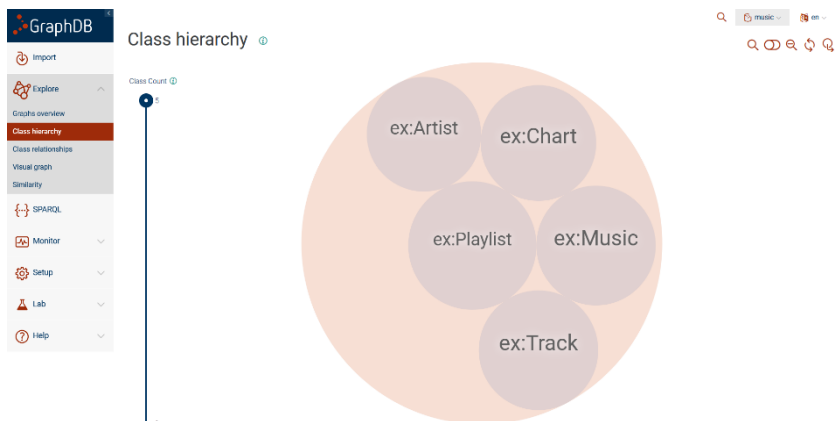 GraphDB
music
en
Class hierarchy
Import
Class Count
5
Explore
Graphs overview
Class hierarchy
Class relationships
Visual graph
Similarity
{···} SPARQL
Monitor
Setup
Lab
Help
ex:Artist
ex:Chart
ex:Playlist
ex:Music
ex:Track